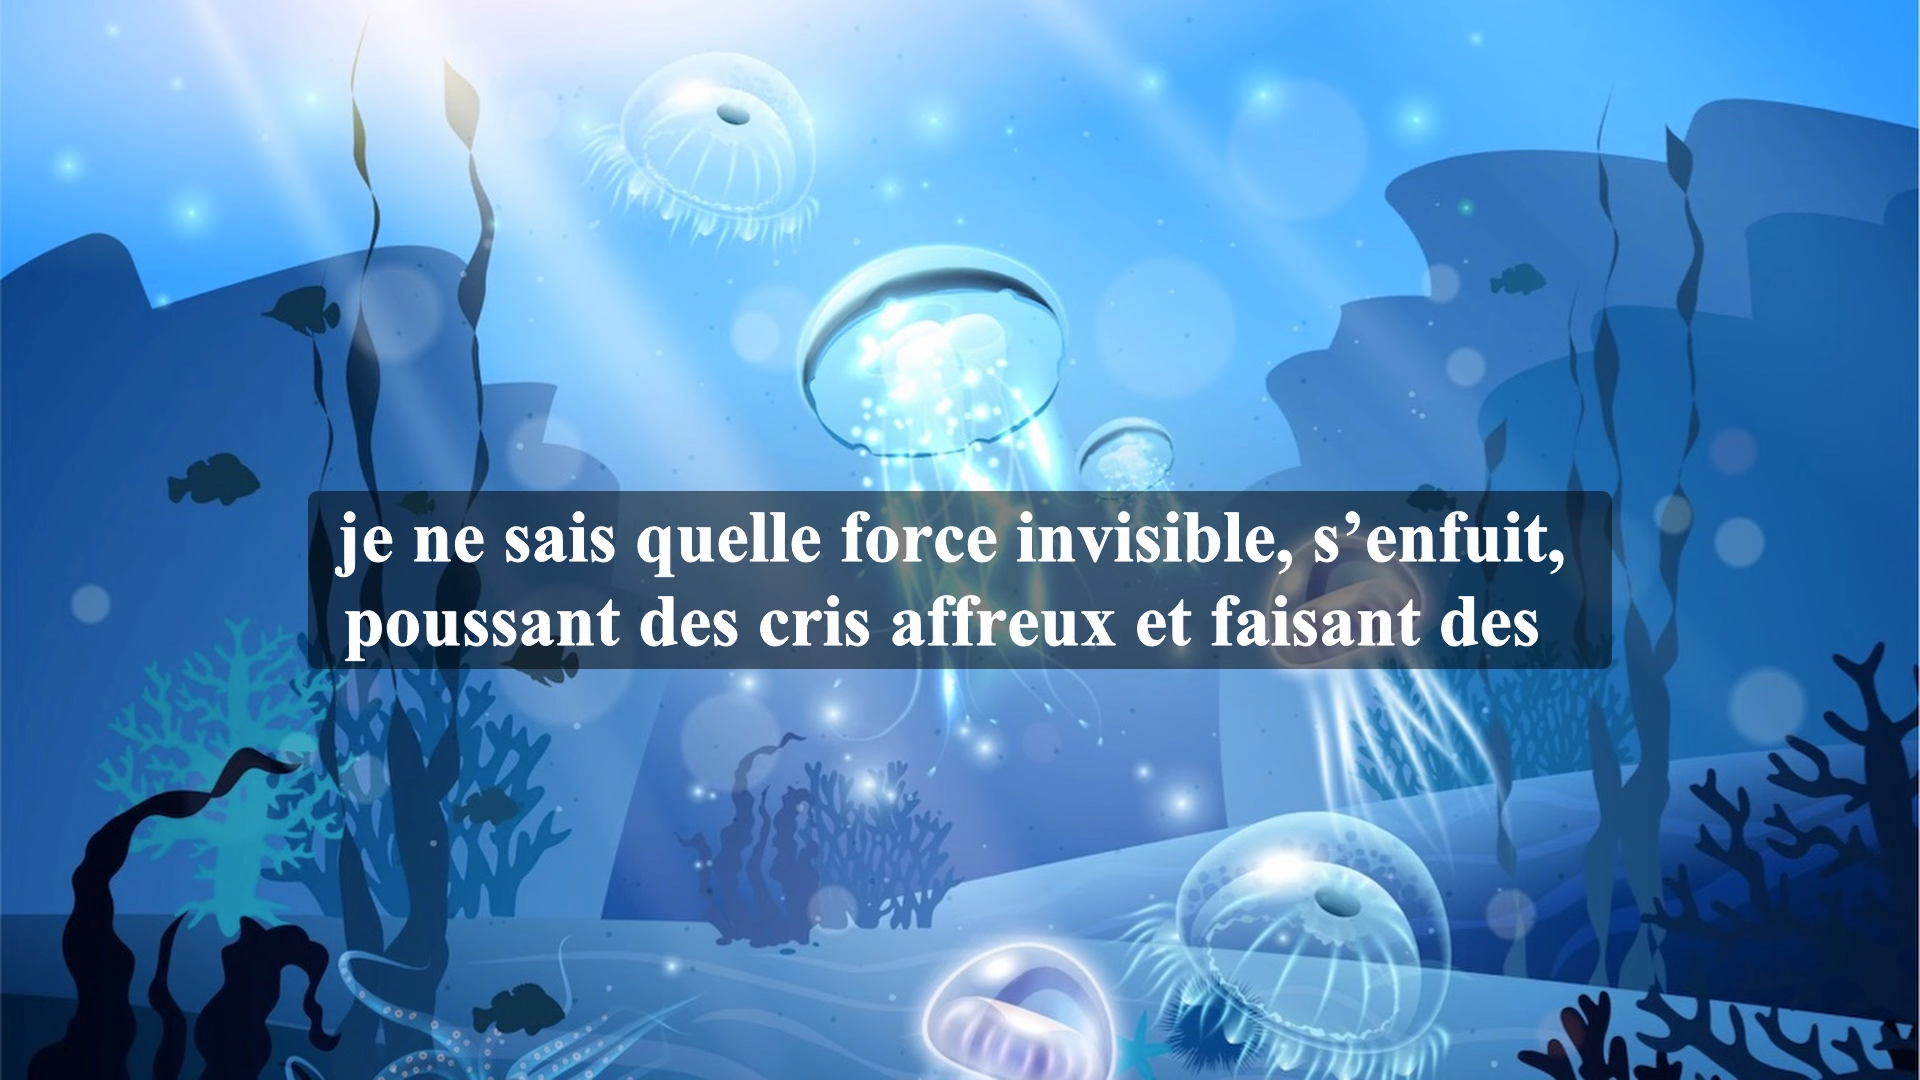 je ne sais quelle force invisible, s’enfuit,
poussant des cris affreux et faisant des